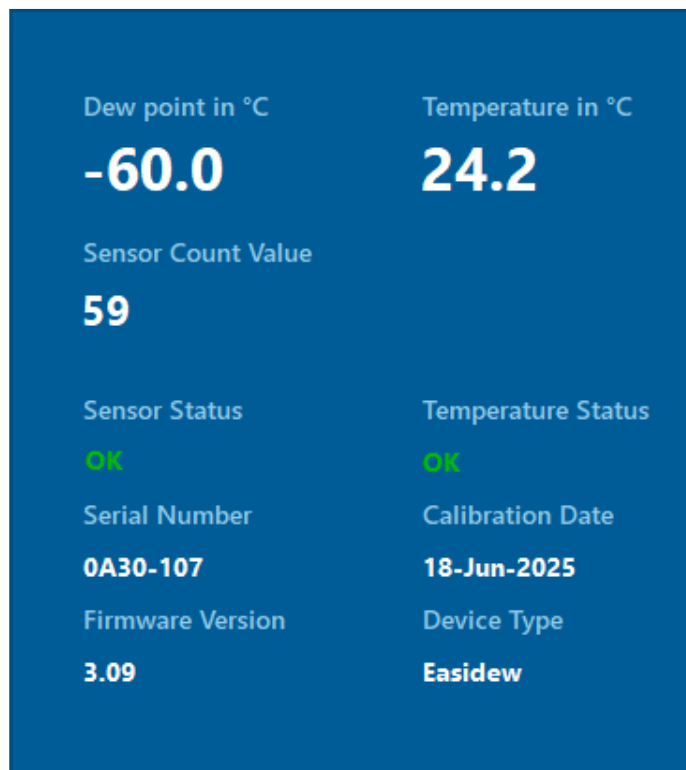 Dew point in °C Temperature in °C
-60.0 24.2
Sensor Count Value
59
Sensor Status Temperature Status
OK OK
Serial Number Calibration Date
0A30-107 18-Jun-2025
Firmware Version Device Type
3.09 Easidew